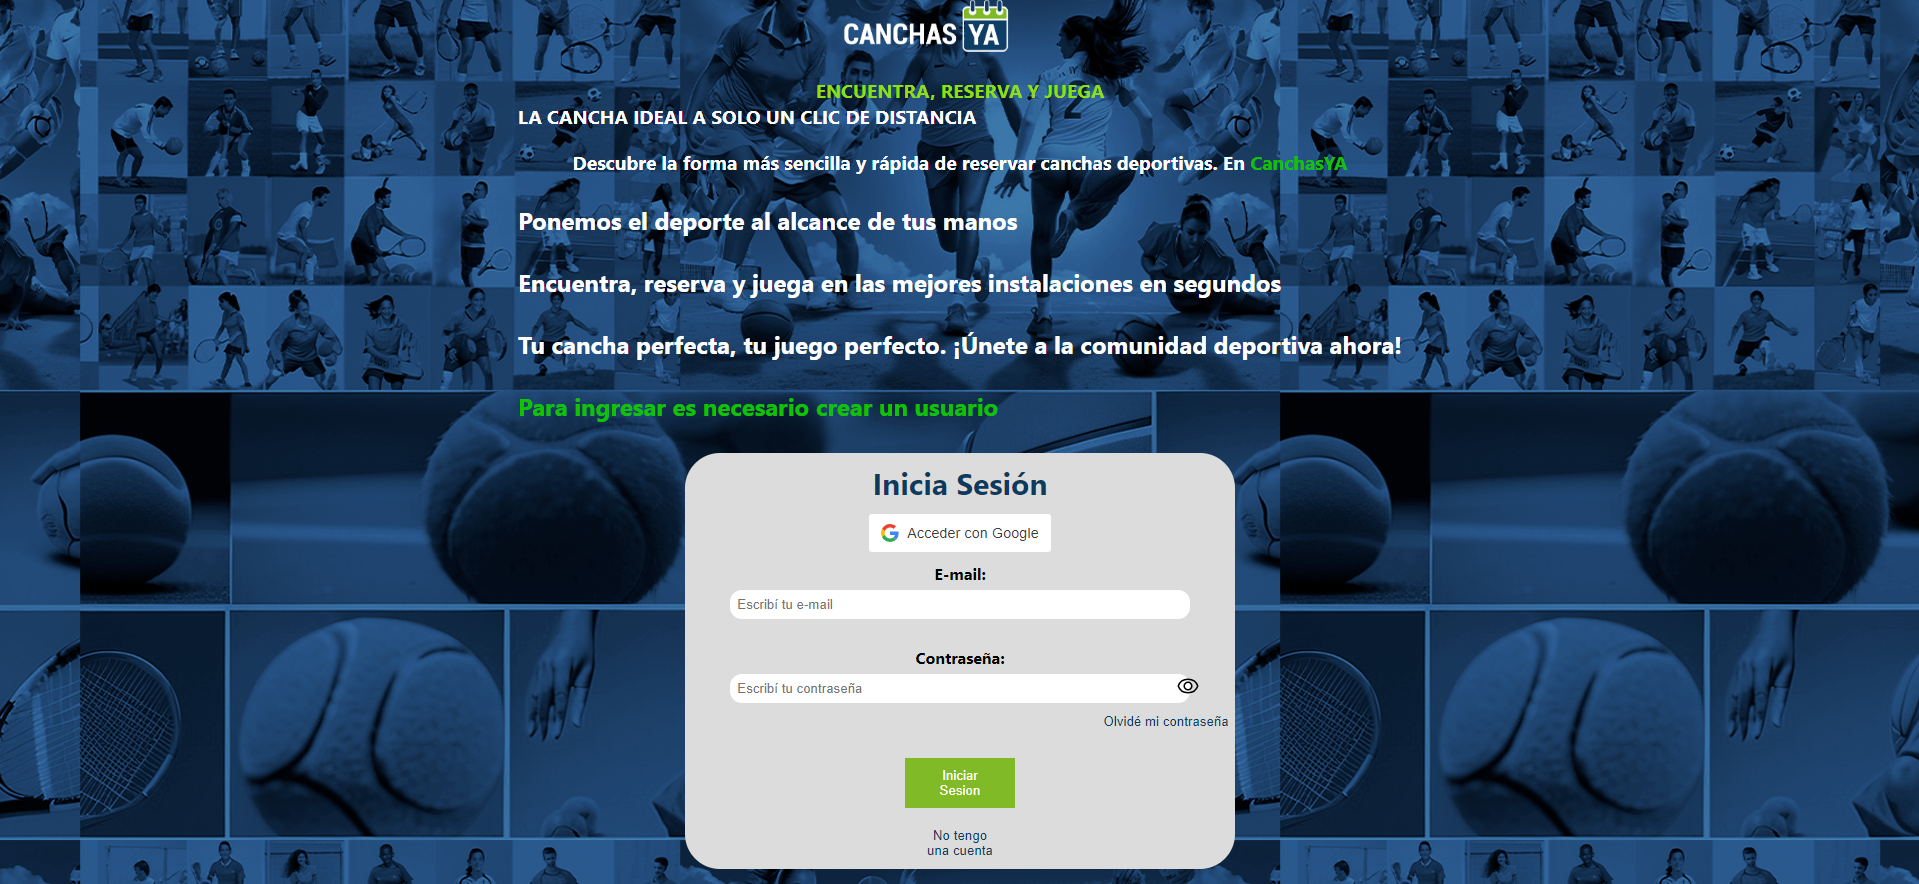 CANCHAS YA
ENCUENTRA, RESERVA Y JUEGA
LA CANCHA IDEAL A SOLO UN CLIC DE DISTANCIA
Descubre la forma más sencilla y rápida de reservar canchas deportivas. En CanchasYA
Ponemos el deporte al alcance de tus manos
Encuentra, reserva y juega en las mejores instalaciones en segundos
Tu cancha perfecta, tu juego perfecto. ¡Únete a la comunidad deportiva ahora!
Para ingresar es necesario crear un usuario
Inicia Sesión
Acceder con Google
E-mail:
Escribí tu e-mail
Contraseña:
Escribí tu contraseña
Olvidé mi contraseña
Iniciar
Sesion
No tengo
una cuenta